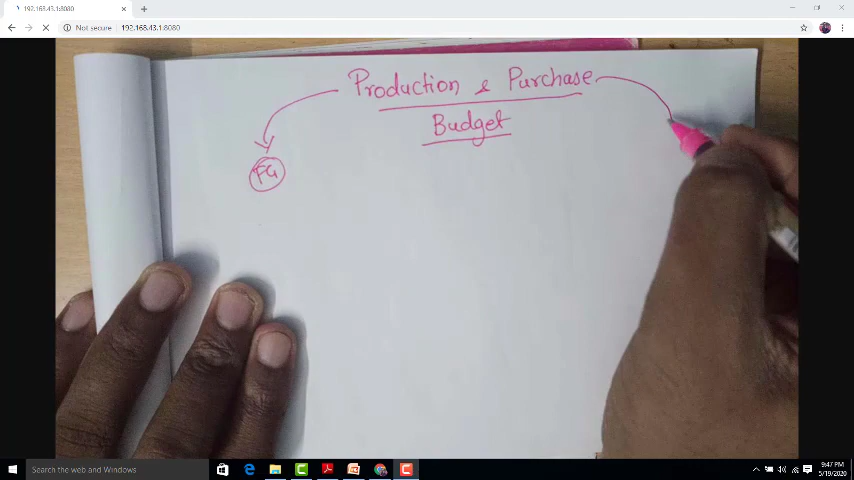 192.168.43.1:8080
Not secure
192.168.43.1:8080
Production & Purchase
Budget
FG
Search the Web and Windows
9:47 PM
5/19/2020